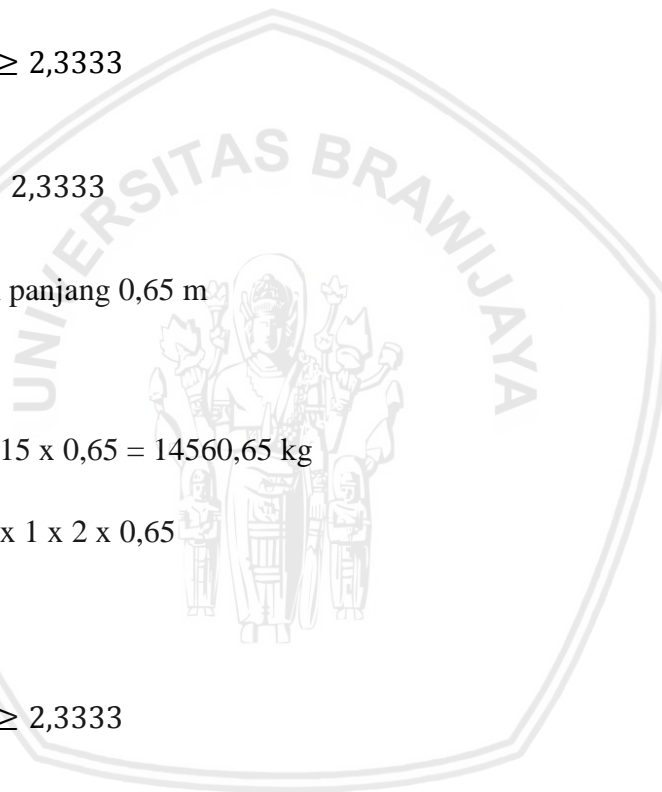 ≥ 2,3333
UNIVERSITAS BRAWIJAYA
2,3333
panjang 0,65 m
15 x 0,65 = 14560,65 kg
x 1 x 2 x 0,65
≥ 2,3333